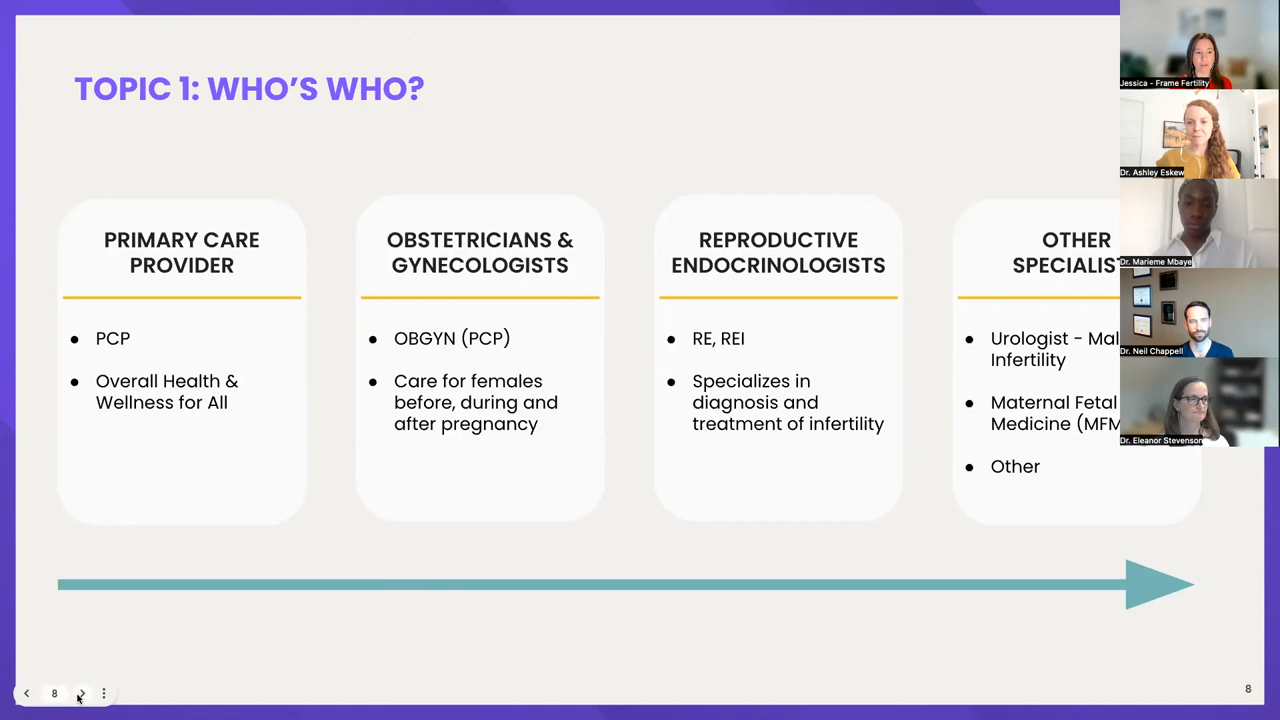 TOPIC 1: WHO'S WHO?
PRIMARY CARE
PROVIDER
● PCP
● Overall Health &
Wellness for All
OBSTETRICIANS &
GYNECOLOGISTS
● OBGYN (PCP)
● Care for females
before, during and
after pregnancy
REPRODUCTIVE
ENDOCRINOLOGISTS
● RE, REI
● Specializes in
diagnosis and
treatment of infertility
OTHER
● Urologist -
Infertility
● Maternal Fetal
Medicine (MFM
● Other
Jessica - Frame Fertility
Dr. Ashley Eskew
Dr. Marieme Mbaye
Dr. Neil Chappell
Dr. Eleanor Stevenson
8
8